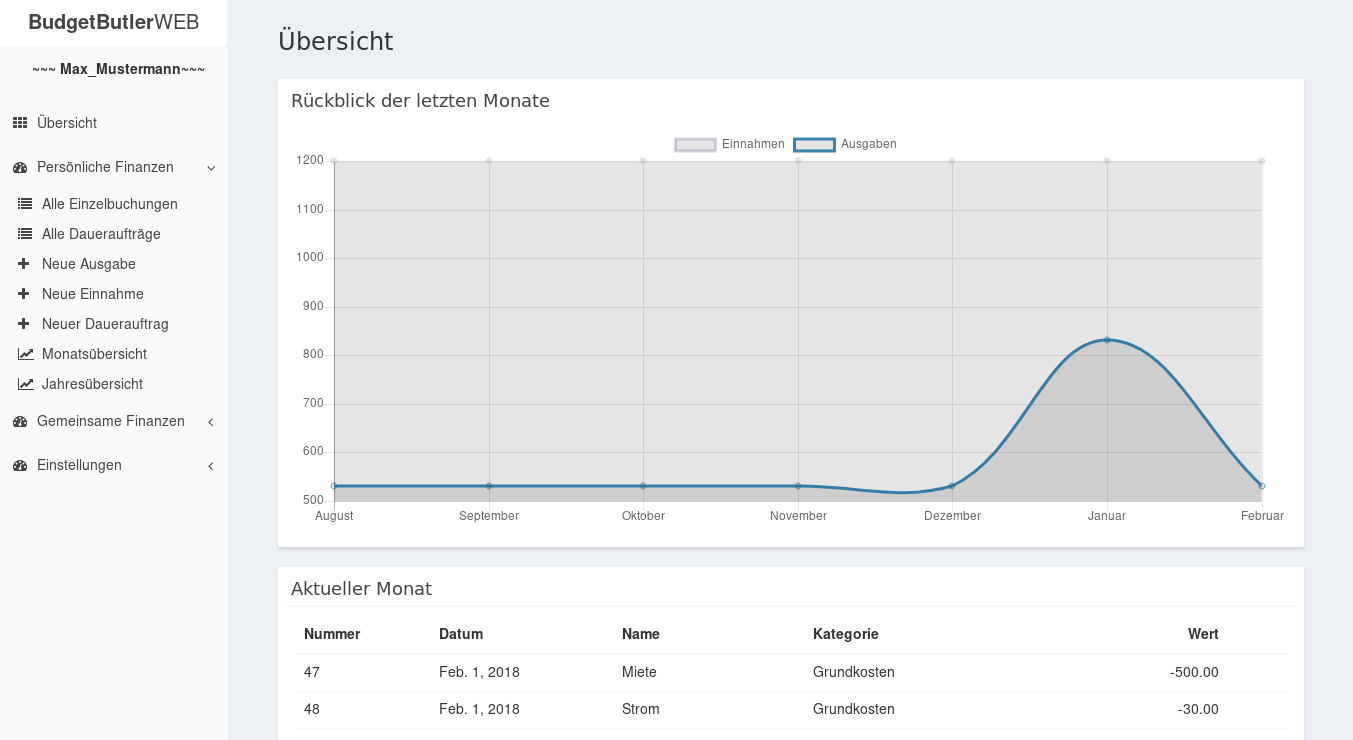 BudgetButlerWEB
~~~ Max_Mustermann~~~
Übersicht
Persönliche Finanzen
Alle Einzelbuchungen
Alle Daueraufträge
Neue Ausgabe
Neue Einnahme
Neuer Dauerauftrag
Monatsübersicht
Jahresübersicht
Gemeinsame Finanzen
Einstellungen
Übersicht
Rückblick der letzten Monate
Einnahmen Ausgaben
1200
1100
1000
900
800
700
600
500
August September Oktober November Dezember Januar Februar
Aktueller Monat
Nummer Datum Name Kategorie Wert
47 Feb. 1, 2018 Miete Grundkosten -500.00
48 Feb. 1, 2018 Strom Grundkosten -30.00